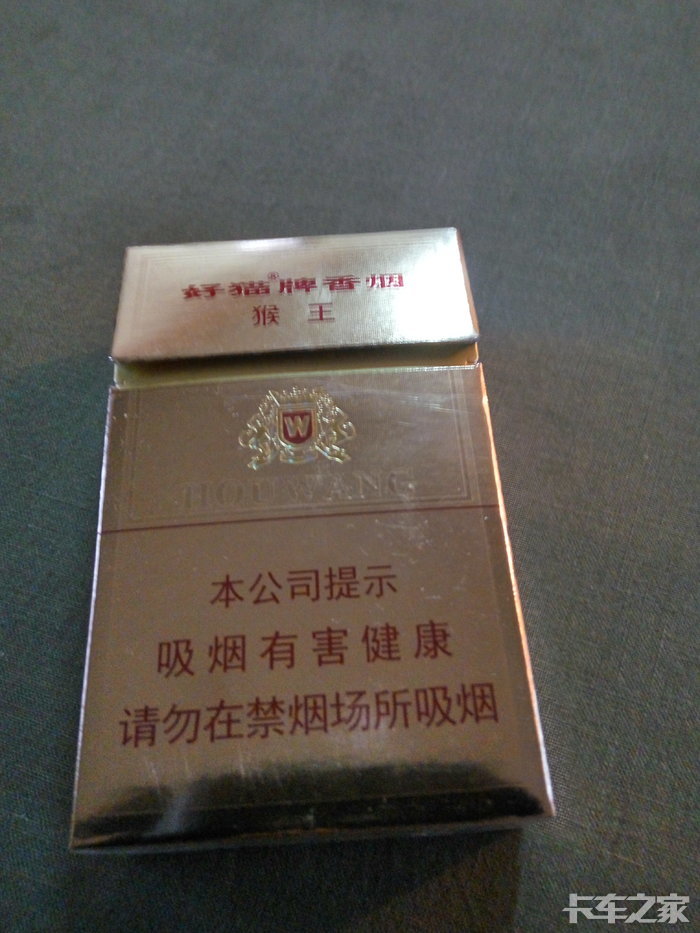 好猫®牌香烟
猴王
W
HOUWANG
本公司提示
吸烟有害健康
请勿在禁烟场所吸烟
卡车之家